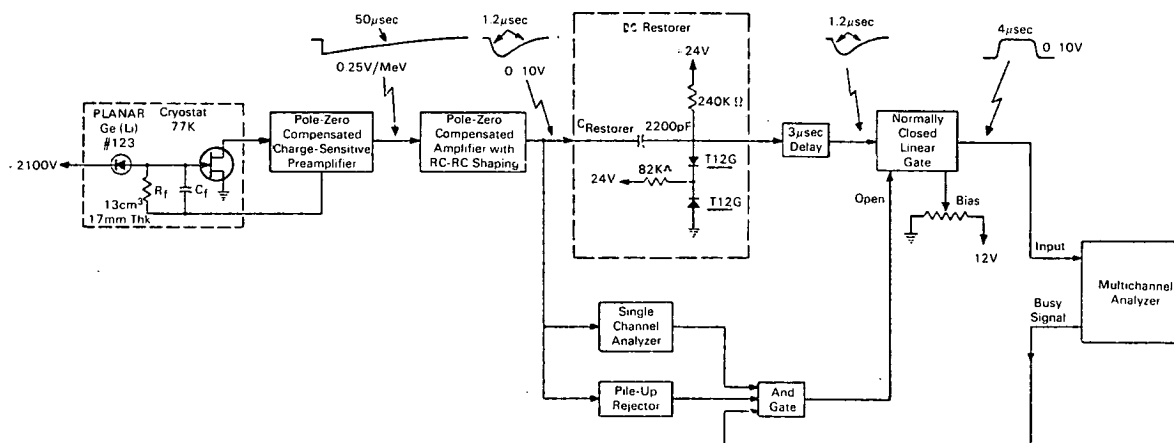 50µsec
0.25V/MeV
1.2µsec
0 10V
DC Restorer
24V
240K Ω
C Restorer
2200pF
T12G
82K
24V
T12G
1.2µsec
4µsec
0 10V
PLANAR
Ge (Li)
#123
Cryostat
77K
2100V
Rf
Cf
13cm³
17mm Thk
Pole-Zero
Compensated
Charge-Sensitive
Preamplifier
Pole-Zero
Compensated
Amplifier with
RC-RC Shaping
3µsec
Delay
Normally
Closed
Linear
Gate
Open
Bias
12V
Input
Multichannel
Analyzer
Busy
Signal
Single
Channel
Analyzer
Pile-Up
Rejector
And
Gate